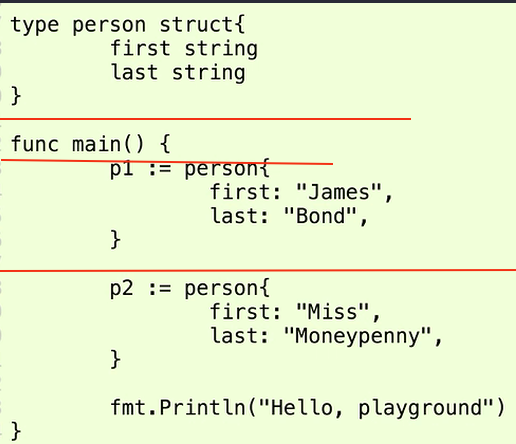 type person struct{
first string
last string
}
func main() {
p1 := person{
first: "James",
last: "Bond",
}
p2 := person{
first: "Miss",
last: "Moneypenny",
}
fmt.Println("Hello, playground")
}